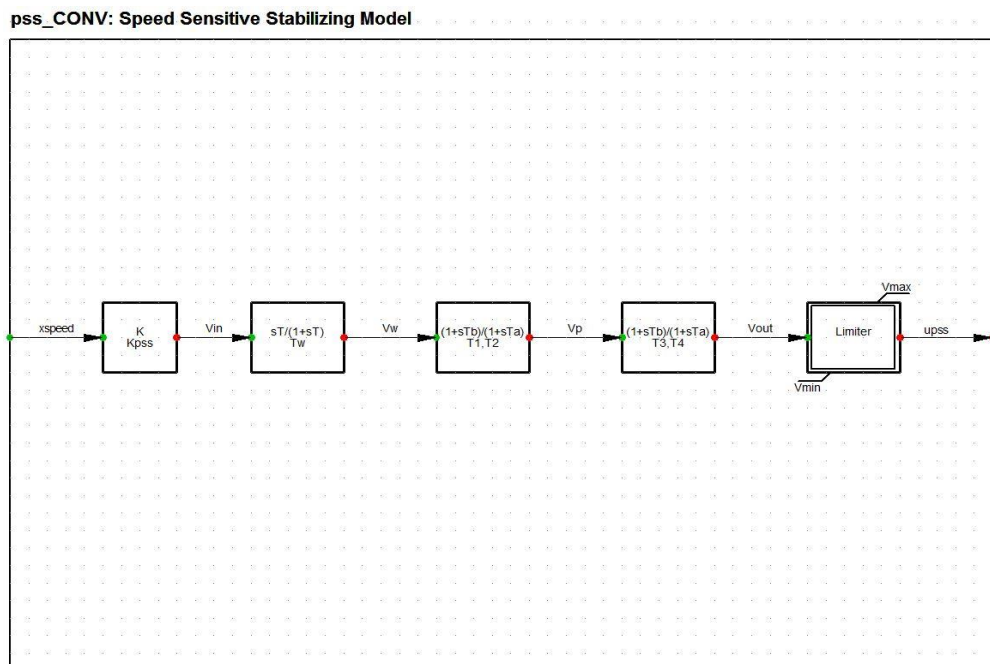 pss_CONV: Speed Sensitive Stabilizing Model
Vmax
xspeed
K
Kpss
Vin
sT/(1+sT)
Tw
Vw
(1+sTb)/(1+sTa)
T1,T2
Vp
(1+sTb)/(1+sTa)
T3,T4
Vout
Limiter
upss
Vmin